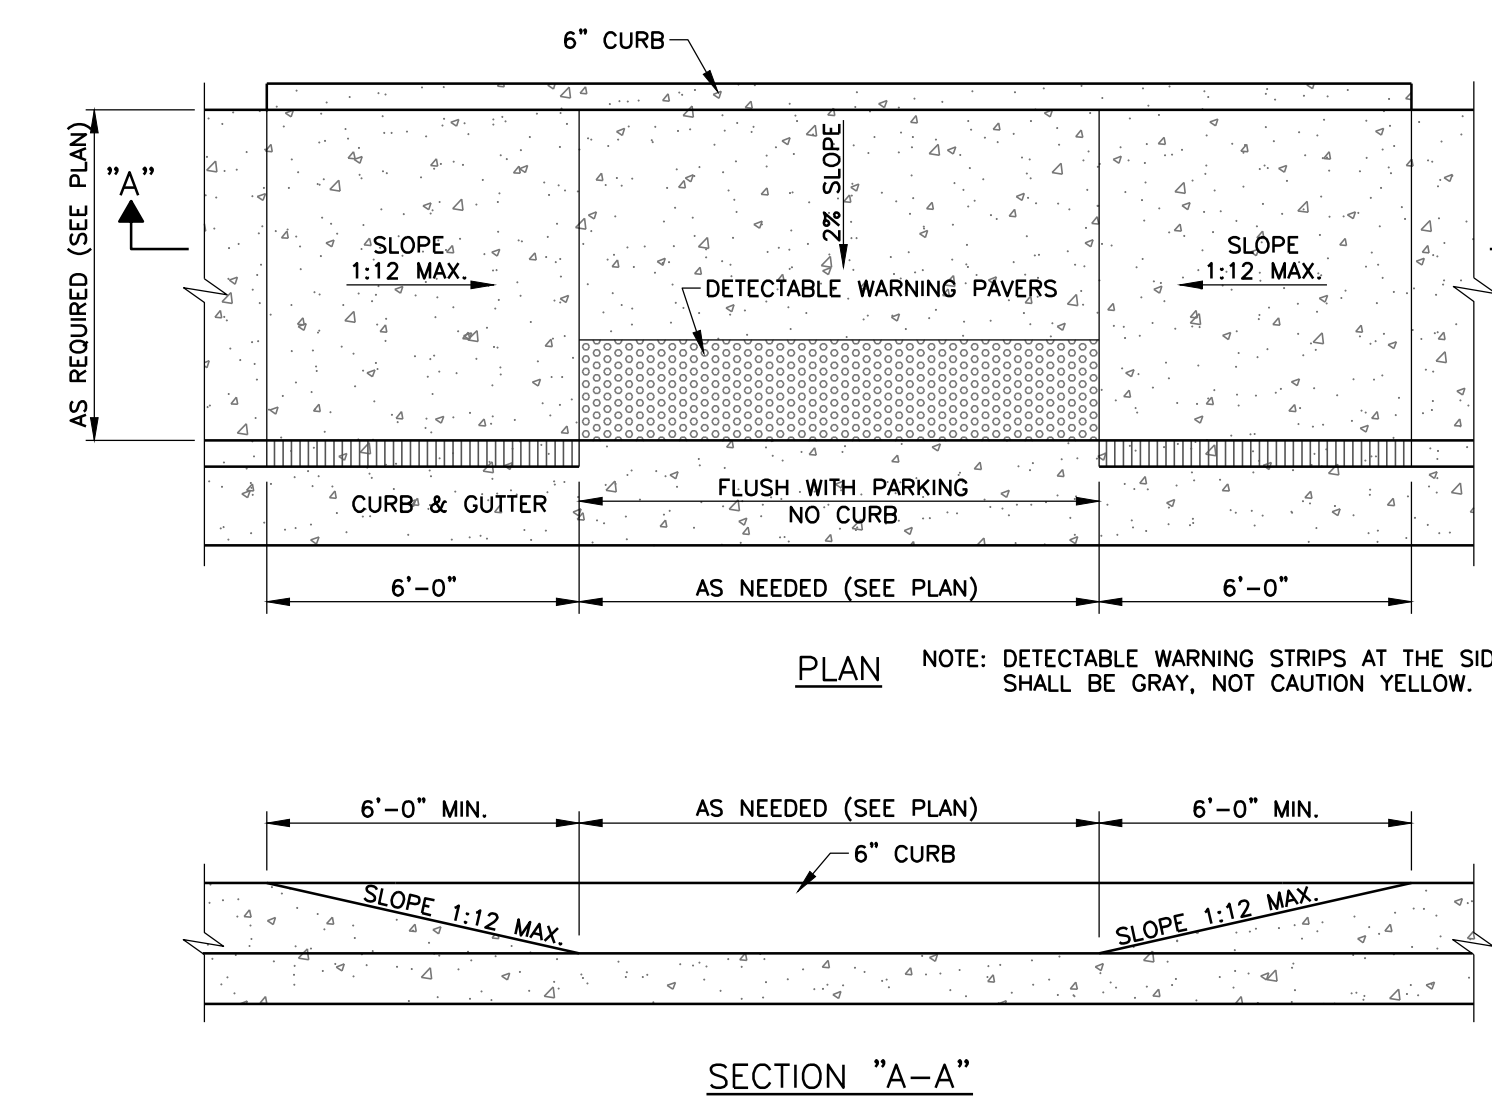 6" CURB
AS REQUIRED (SEE PLAN)
"A"
2% SLOPE
SLOPE
1:12 MAX.
SLOPE
1:12 MAX.
DETECTABLE WARNING PAVERS
CURB & GUTTER
FLUSH WITH PARKING
NO CURB
6'-0"
AS NEEDED (SEE PLAN)
6'-0"
PLAN
NOTE: DETECTABLE WARNING STRIPS AT THE
SHALL BE GRAY, NOT CAUTION YELLOW.
6'-0" MIN.
AS NEEDED (SEE PLAN)
6'-0" MIN.
6" CURB
SLOPE 1:12 MAX.
SLOPE 1:12 MAX.
SECTION "A-A"